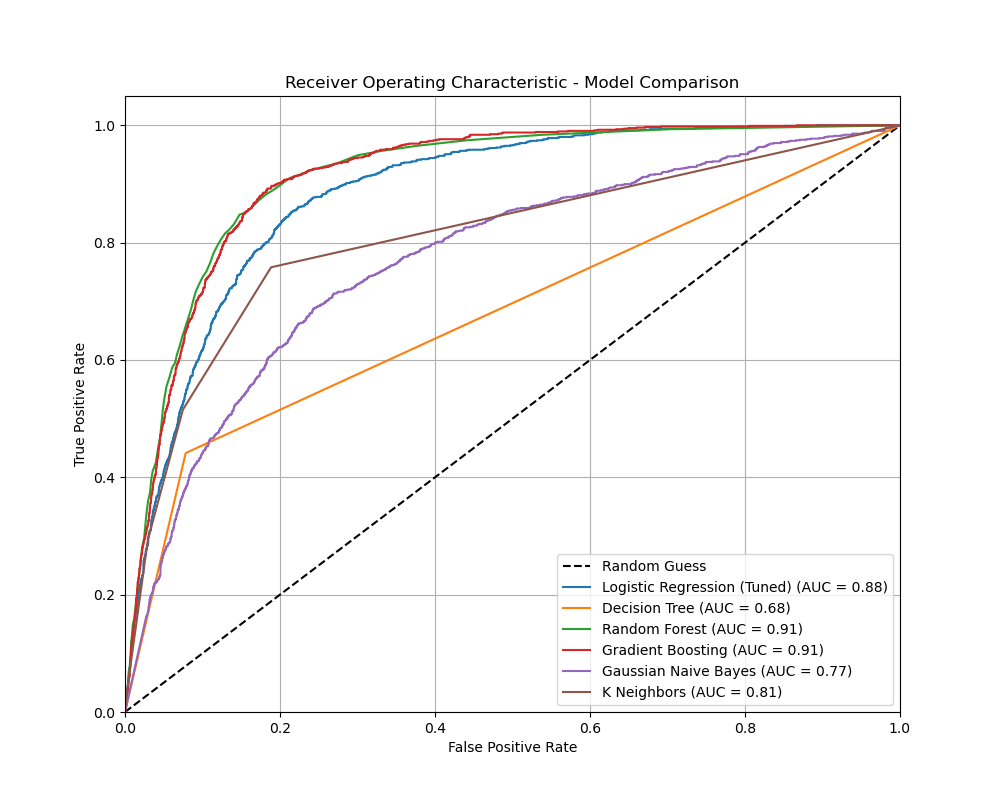 Receiver Operating Characteristic - Model Comparison
1.0
0.8
0.6
0.4
0.2
0.0
True Positive Rate
Random Guess
Logistic Regression (Tuned) (AUC = 0.88)
Decision Tree (AUC = 0.68)
Random Forest (AUC = 0.91)
Gradient Boosting (AUC = 0.91)
Gaussian Naive Bayes (AUC = 0.77)
K Neighbors (AUC = 0.81)
0.0 0.2 0.4 0.6 0.8 1.0
False Positive Rate